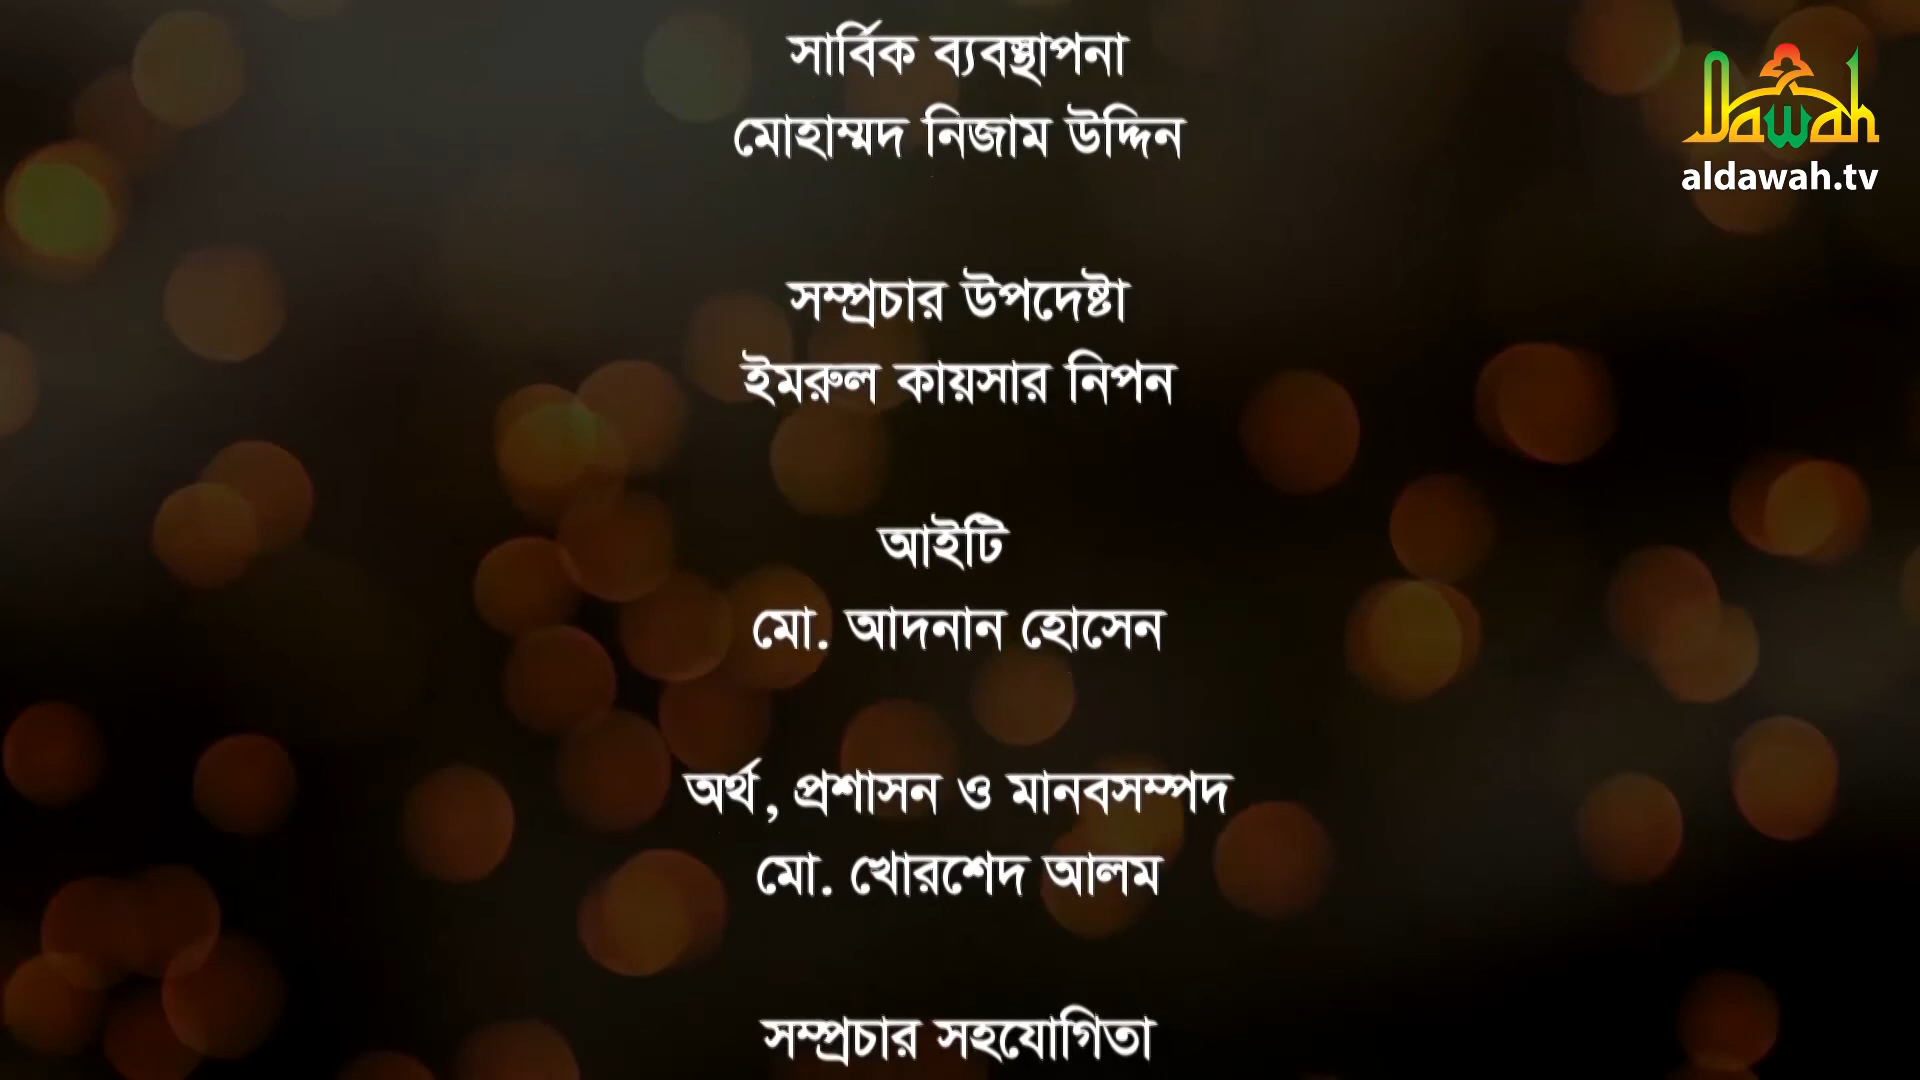 সার্বিক ব্যবস্থাপনা
মোহাম্মদ নিজাম উদ্দিন
Dawah
aldawah.tv
সম্প্রচার উপদেষ্টা
ইমরুল কায়সার নিপন
আইটি
মো. আদনান হোসেন
অর্থ, প্রশাসন ও মানবসম্পদ
মো. খোরশেদ আলম
সম্প্রচার সহযোগিতা